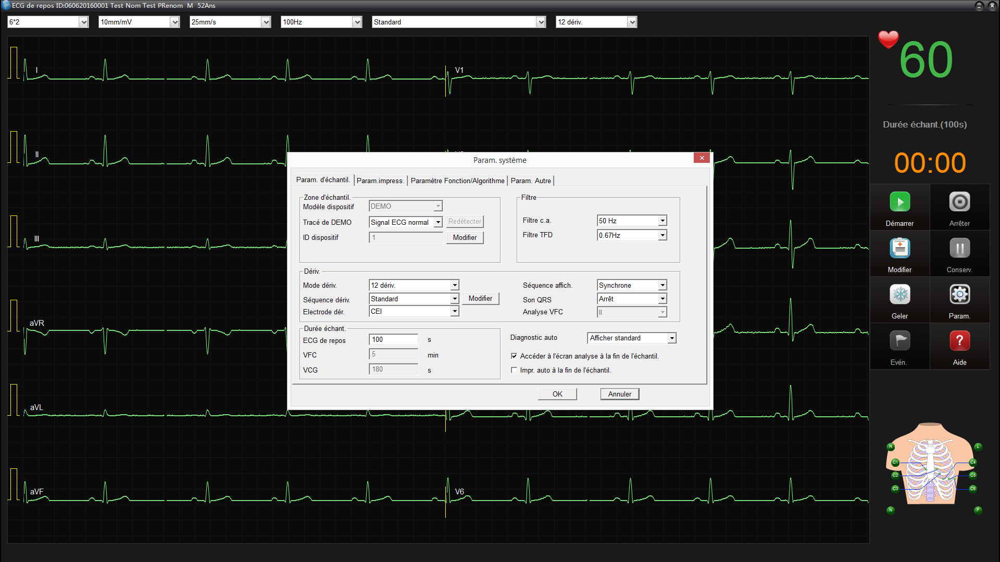 ECG de repos ID:060620160001 Test Nom Test PRenom M 52Ans
6*2 10mm/mV 25mm/s 100Hz Standard 12 dériv.
60
Durée échant.(100s)
00:00
Démarrer Arrêter
Modifier Conserv.
Geler Param.
Evén. Aide
I V1
II
III
aVR
aVL
aVF V6
Param. système
Param. d'échantil. Param.impress. Paramètre Fonction/Algorithme Param. Autre
Zone d'échantil.
Modèle dispositif DEMO
Tracé de DEMO Signal ECG normal Redétecter
ID dispositif 1 Modifier
Filtre
Filtre c.a. 50 Hz
Filtre TFD 0.67Hz
Dériv.
Mode dériv. 12 dériv.
Séquence dériv. Standard Modifier
Electrode dér. CEI
Séquence affich. Synchrone
Son QRS Arrêt
Analyse VFC II
Durée échant.
ECG de repos 100 s
VFC 5 min
VCG 180 s
Diagnostic auto Afficher standard
Accéder à l'écran analyse à la fin de l'échantil.
Impr. auto à la fin de l'échantil.
OK Annuler
R L
C1 C4
C2 C5
C3 C6
N F